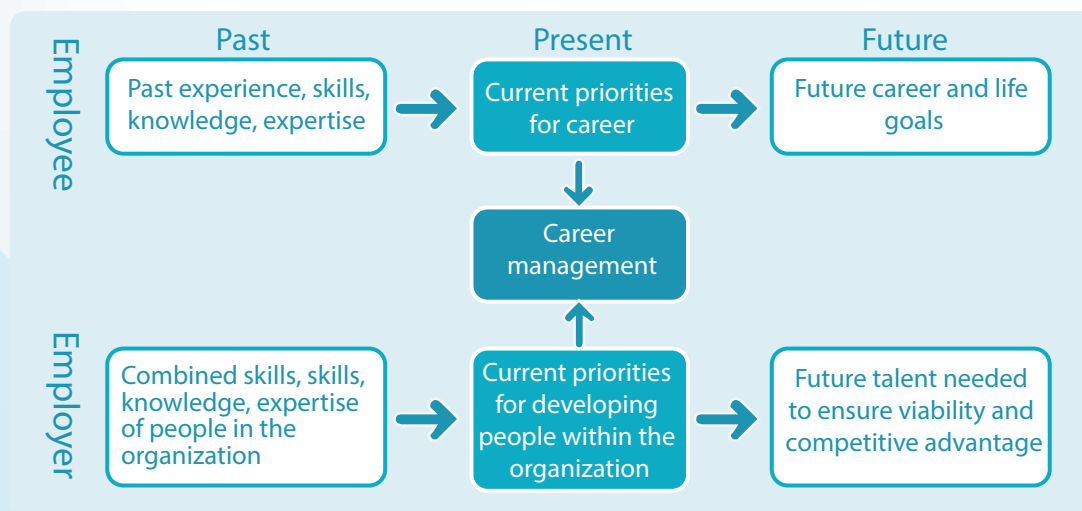 Past
Present
Future
Employee
Past experience, skills,
knowledge, expertise
Current priorities
for career
Future career and life
goals
Career
management
Employer
Combined skills, skills,
knowledge, expertise
of people in the
organization
Current priorities
for developing
people within the
organization
Future talent needed
to ensure viability and
competitive advantage